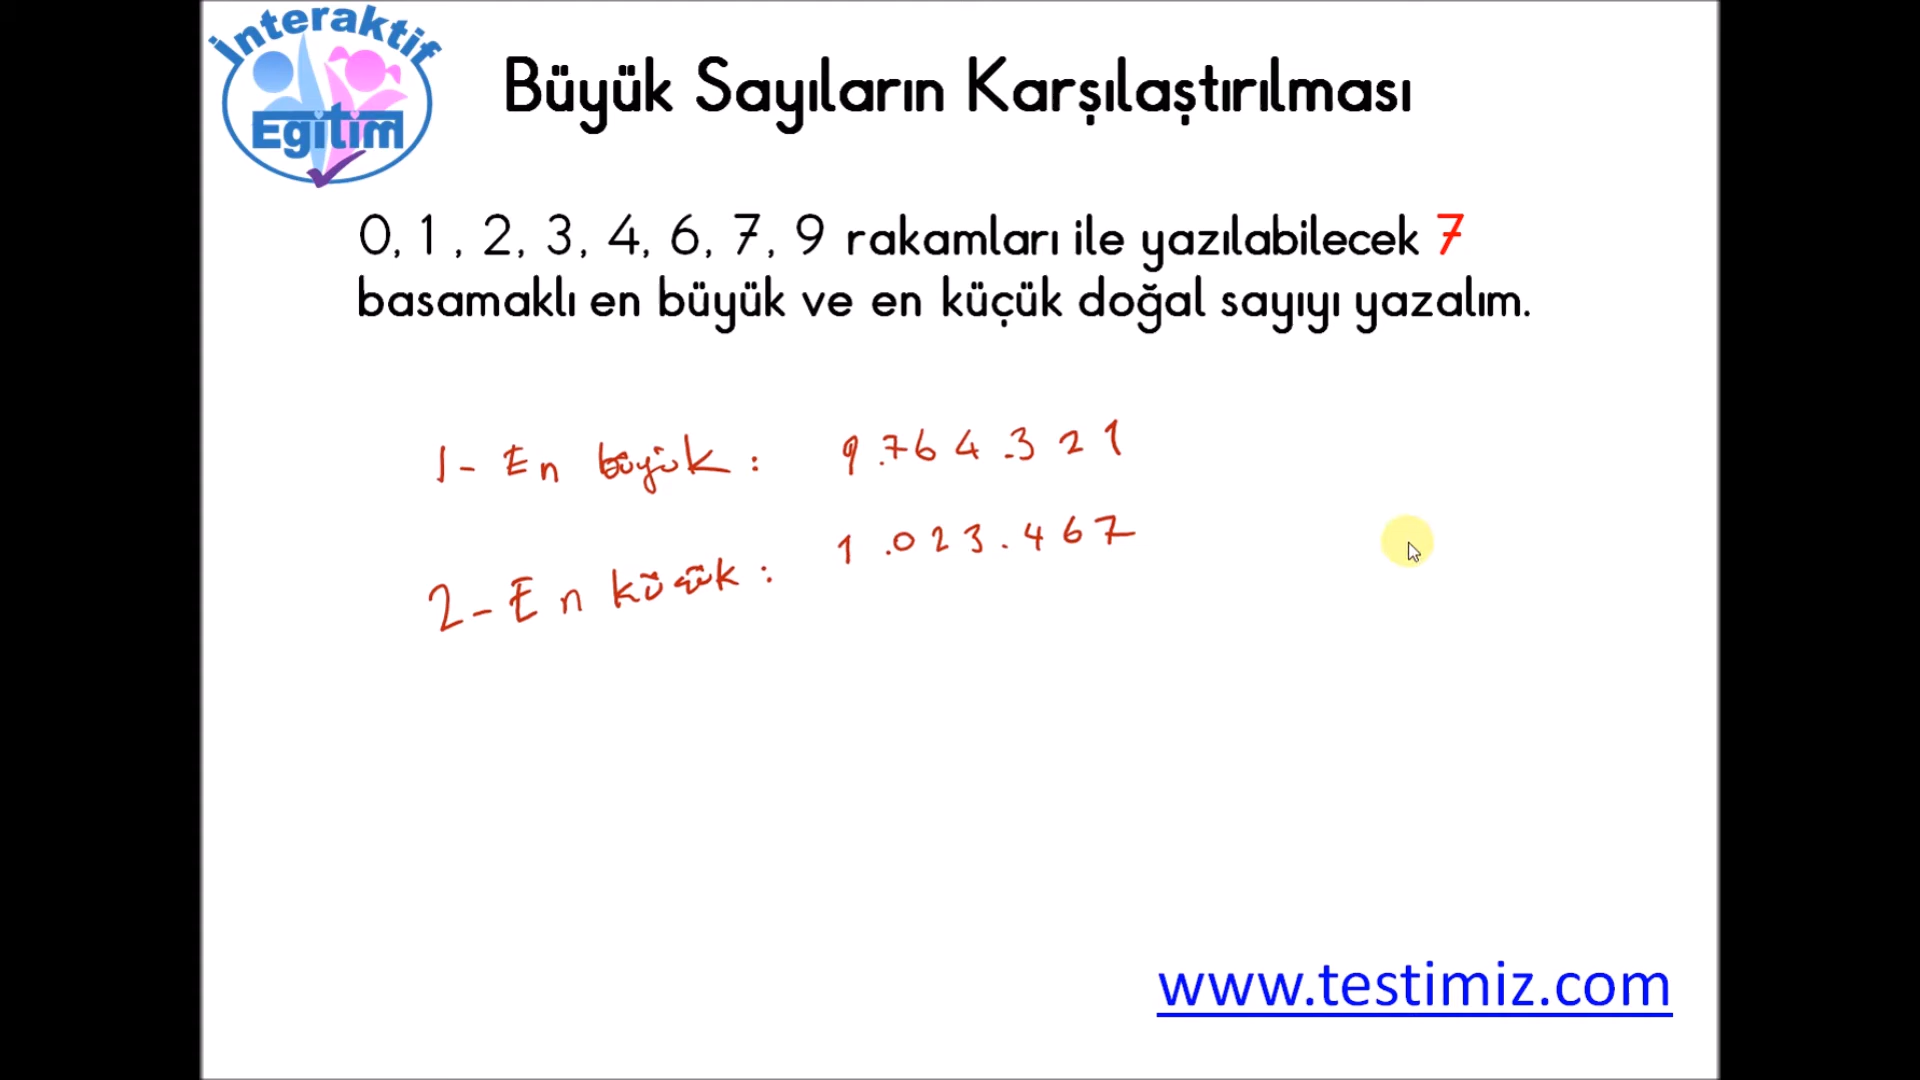 İnteraktif
Eğitim
Büyük Sayıların Karşılaştırılması
0, 1 , 2, 3, 4, 6, 7, 9 rakamları ile yazılabilecek 7
basamaklı en büyük ve en küçük doğal sayıyı yazalım.
1- En büyük : 9.764.321
2- En küçük : 1.023.467
www.testimiz.com